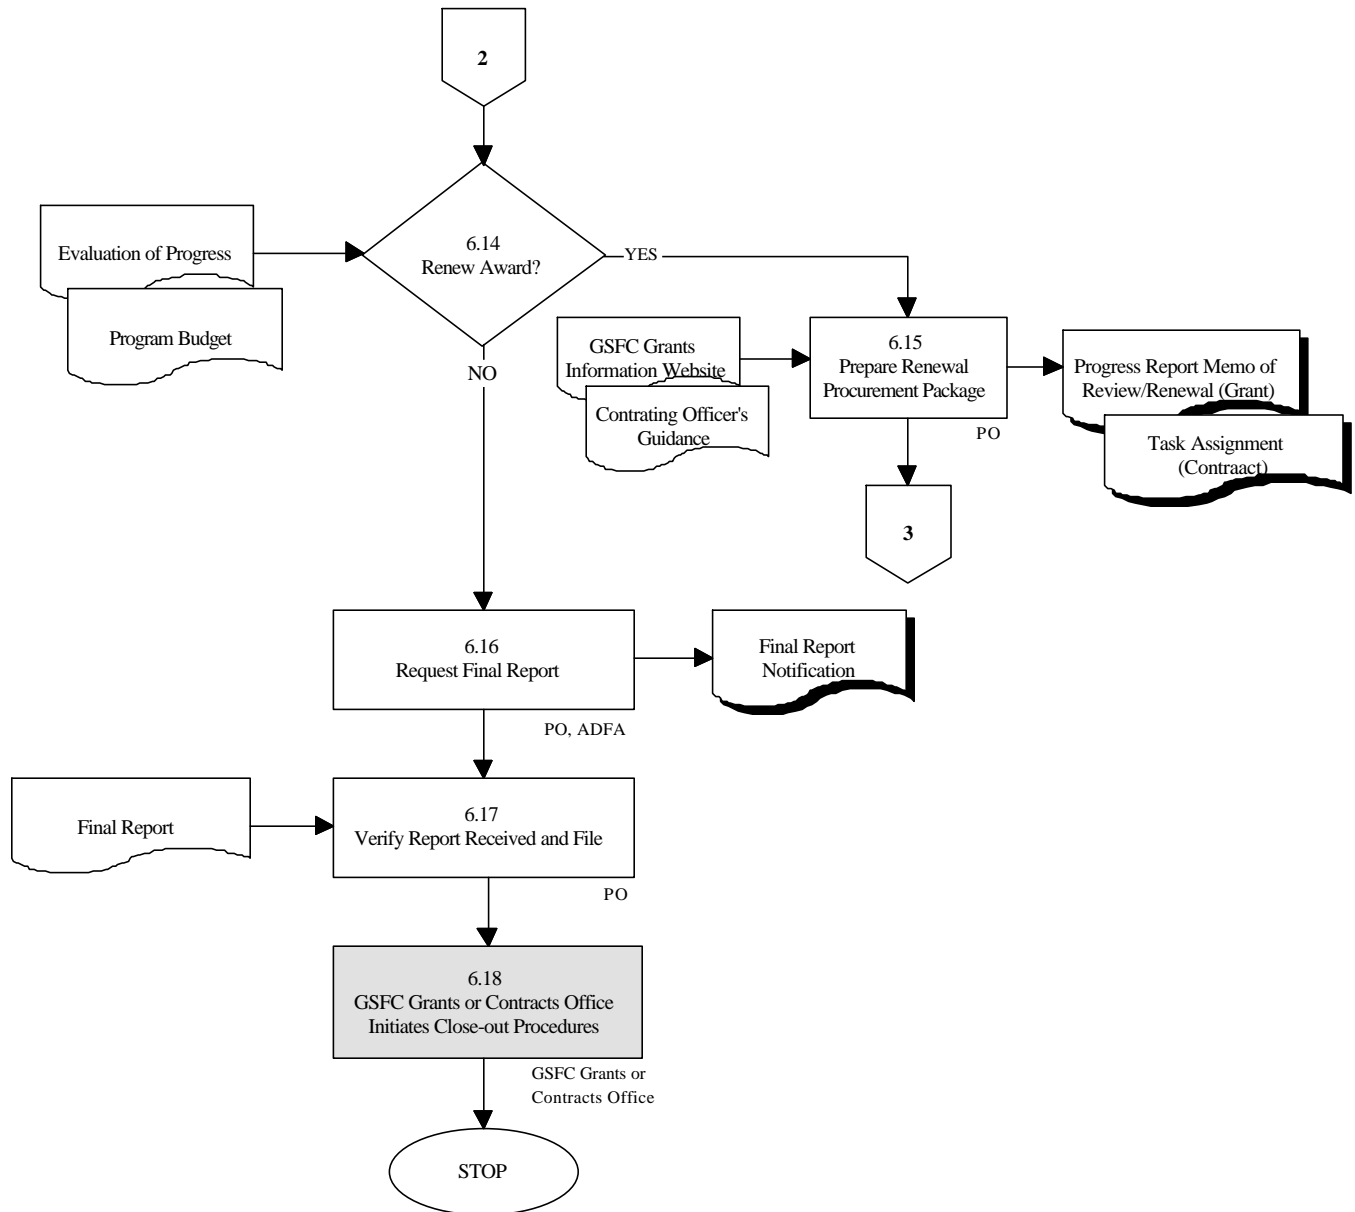 2
Evaluation of Progress
Program Budget
6.14
Renew Award?
YES
NO
GSFC Grants
Information Website
Contrating Officer's
Guidance
6.15
Prepare Renewal
Procurement Package
PO
Progress Report Memo of
Review/Renewal (Grant)
Task Assignment
(Contraact)
3
6.16
Request Final Report
PO, ADFA
Final Report
Notification
Final Report
6.17
Verify Report Received and File
PO
6.18
GSFC Grants or Contracts Office
Initiates Close-out Procedures
GSFC Grants or
Contracts Office
STOP